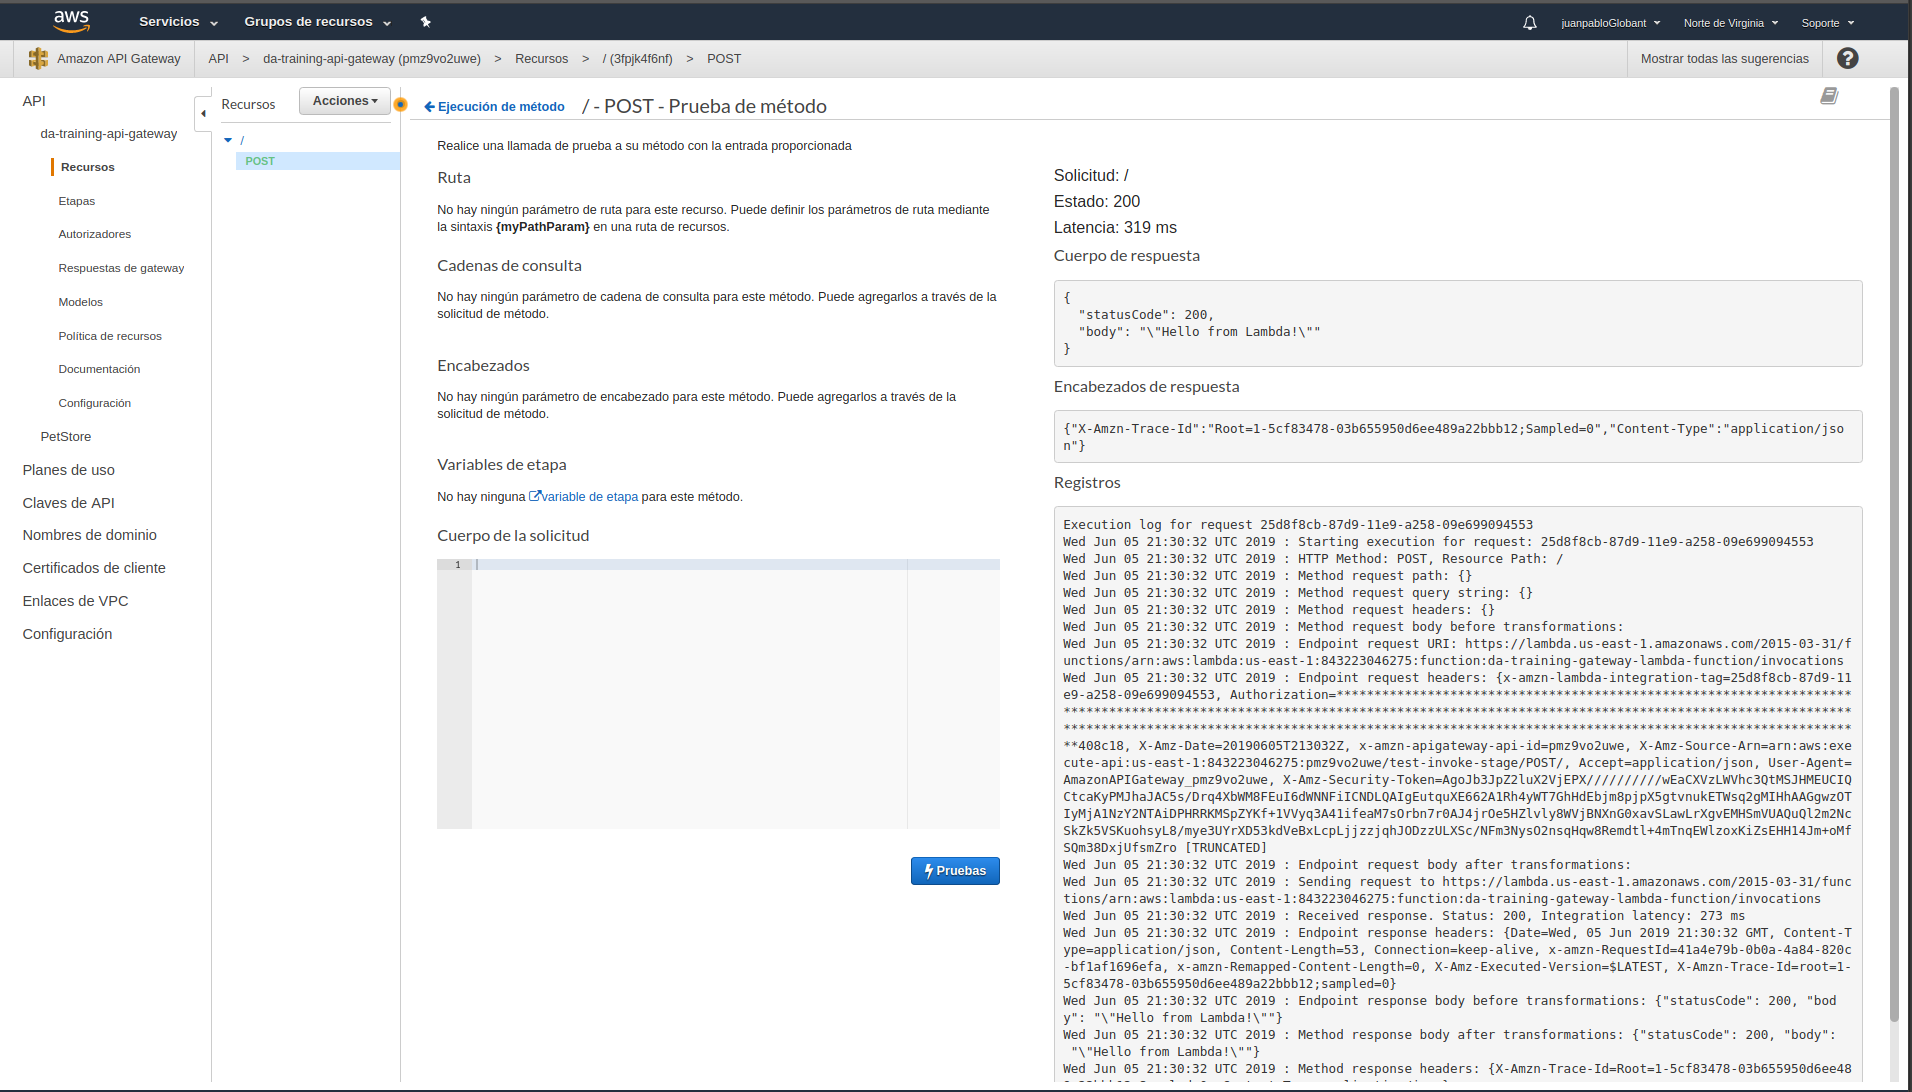 aws Servicios Grupos de recursos juanpabloGlobant Norte de Virginia Soporte
Amazon API Gateway API > da-training-api-gateway (pmz9vo2uwe) > Recursos > / (3fpjk4f6nf) > POST Mostrar todas las sugerencias ?
API
da-training-api-gateway
Recursos
Etapas
Autorizadores
Respuestas de gateway
Modelos
Política de recursos
Documentación
Configuración
PetStore
Planes de uso
Claves de API
Nombres de dominio
Certificados de cliente
Enlaces de VPC
Configuración
Recursos Acciones
/
POST
Ejecución de método / - POST - Prueba de método
Realice una llamada de prueba a su método con la entrada proporcionada
Ruta
No hay ningún parámetro de ruta para este recurso. Puede definir los parámetros de ruta mediante
la sintaxis {myPathParam} en una ruta de recursos.
Cadenas de consulta
No hay ningún parámetro de cadena de consulta para este método. Puede agregarlos a través de la
solicitud de método.
Encabezados
No hay ningún parámetro de encabezado para este método. Puede agregarlos a través de la
solicitud de método.
Variables de etapa
No hay ninguna variable de etapa para este método.
Cuerpo de la solicitud
1
Pruebas
Solicitud: /
Estado: 200
Latencia: 319 ms
Cuerpo de respuesta
{
"statusCode": 200,
"body": "\"Hello from Lambda!\""
}
Encabezados de respuesta
{"X-Amzn-Trace-Id":"Root=1-5cf83478-03b655950d6ee489a22bbb12;Sampled=0","Content-Type":"application/jso
n"}
Registros
Execution log for request 25d8f8cb-87d9-11e9-a258-09e699094553
Wed Jun 05 21:30:32 UTC 2019 : Starting execution for request: 25d8f8cb-87d9-11e9-a258-09e699094553
Wed Jun 05 21:30:32 UTC 2019 : HTTP Method: POST, Resource Path: /
Wed Jun 05 21:30:32 UTC 2019 : Method request path: {}
Wed Jun 05 21:30:32 UTC 2019 : Method request query string: {}
Wed Jun 05 21:30:32 UTC 2019 : Method request headers: {}
Wed Jun 05 21:30:32 UTC 2019 : Method request body before transformations:
Wed Jun 05 21:30:32 UTC 2019 : Endpoint request URI: https://lambda.us-east-1.amazonaws.com/2015-03-31/f
unctions/arn:aws:lambda:us-east-1:843223046275:function:da-training-gateway-lambda-function/invocations
Wed Jun 05 21:30:32 UTC 2019 : Endpoint request headers: {x-amzn-lambda-integration-tag=25d8f8cb-87d9-11
e9-a258-09e699094553, Authorization=********************************************************************
********************************************************************************************************
********************************************************************************************************
**408c18, X-Amz-Date=20190605T213032Z, x-amzn-apigateway-api-id=pmz9vo2uwe, X-Amz-Source-Arn=arn:aws:exe
cute-api:us-east-1:843223046275:pmz9vo2uwe/test-invoke-stage/POST/, Accept=application/json, User-Agent=
AmazonAPIGateway_pmz9vo2uwe, X-Amz-Security-Token=AgoJb3JpZ2luX2VjEPX//////////wEaCXVzLWVhc3QtMSJHMEUCIQ
CtcaKyPMJhaJAC5s/Drq4XbWM8FEuI6dWNNFiICNDLQAIgEutquXE662A1Rh4yWT7GhHdEbjm8pjpX5gtvnukETWsq2gMIHhAAGgwzOT
IyMjA1NzY2NTAiDPHRRKMSpZYKf+1VVyq3A41ifeaM7sOrbn7r0AJ4jrOe5HZlvly8WVjBNXnG0xavSLawLrXgvEMHSmVUAQuQl2m2Nc
SkZk5VSKuohsyL8/mye3UYrXD53kdVeBxLcpLjjzzjqhJODzzULXSc/NFm3NysO2nsqHqw8Remdtl+4mTnqEWlzoxKiZsEHH14Jm+oMf
SQm38DxjUfsmZro [TRUNCATED]
Wed Jun 05 21:30:32 UTC 2019 : Endpoint request body after transformations:
Wed Jun 05 21:30:32 UTC 2019 : Sending request to https://lambda.us-east-1.amazonaws.com/2015-03-31/func
tions/arn:aws:lambda:us-east-1:843223046275:function:da-training-gateway-lambda-function/invocations
Wed Jun 05 21:30:32 UTC 2019 : Received response. Status: 200, Integration latency: 273 ms
Wed Jun 05 21:30:32 UTC 2019 : Endpoint response headers: {Date=Wed, 05 Jun 2019 21:30:32 GMT, Content-T
ype=application/json, Content-Length=53, Connection=keep-alive, x-amzn-RequestId=41a4e79b-0b0a-4a84-820c
-bf1af1696efa, x-amzn-Remapped-Content-Length=0, X-Amz-Executed-Version=$LATEST, X-Amzn-Trace-Id=root=1-
5cf83478-03b655950d6ee489a22bbb12;sampled=0}
Wed Jun 05 21:30:32 UTC 2019 : Endpoint response body before transformations: {"statusCode": 200, "bod
y": "\"Hello from Lambda!\""}
Wed Jun 05 21:30:32 UTC 2019 : Method response body after transformations: {"statusCode": 200, "body":
"\"Hello from Lambda!\""}
Wed Jun 05 21:30:32 UTC 2019 : Method response headers: {X-Amzn-Trace-Id=Root=1-5cf83478-03b655950d6ee48